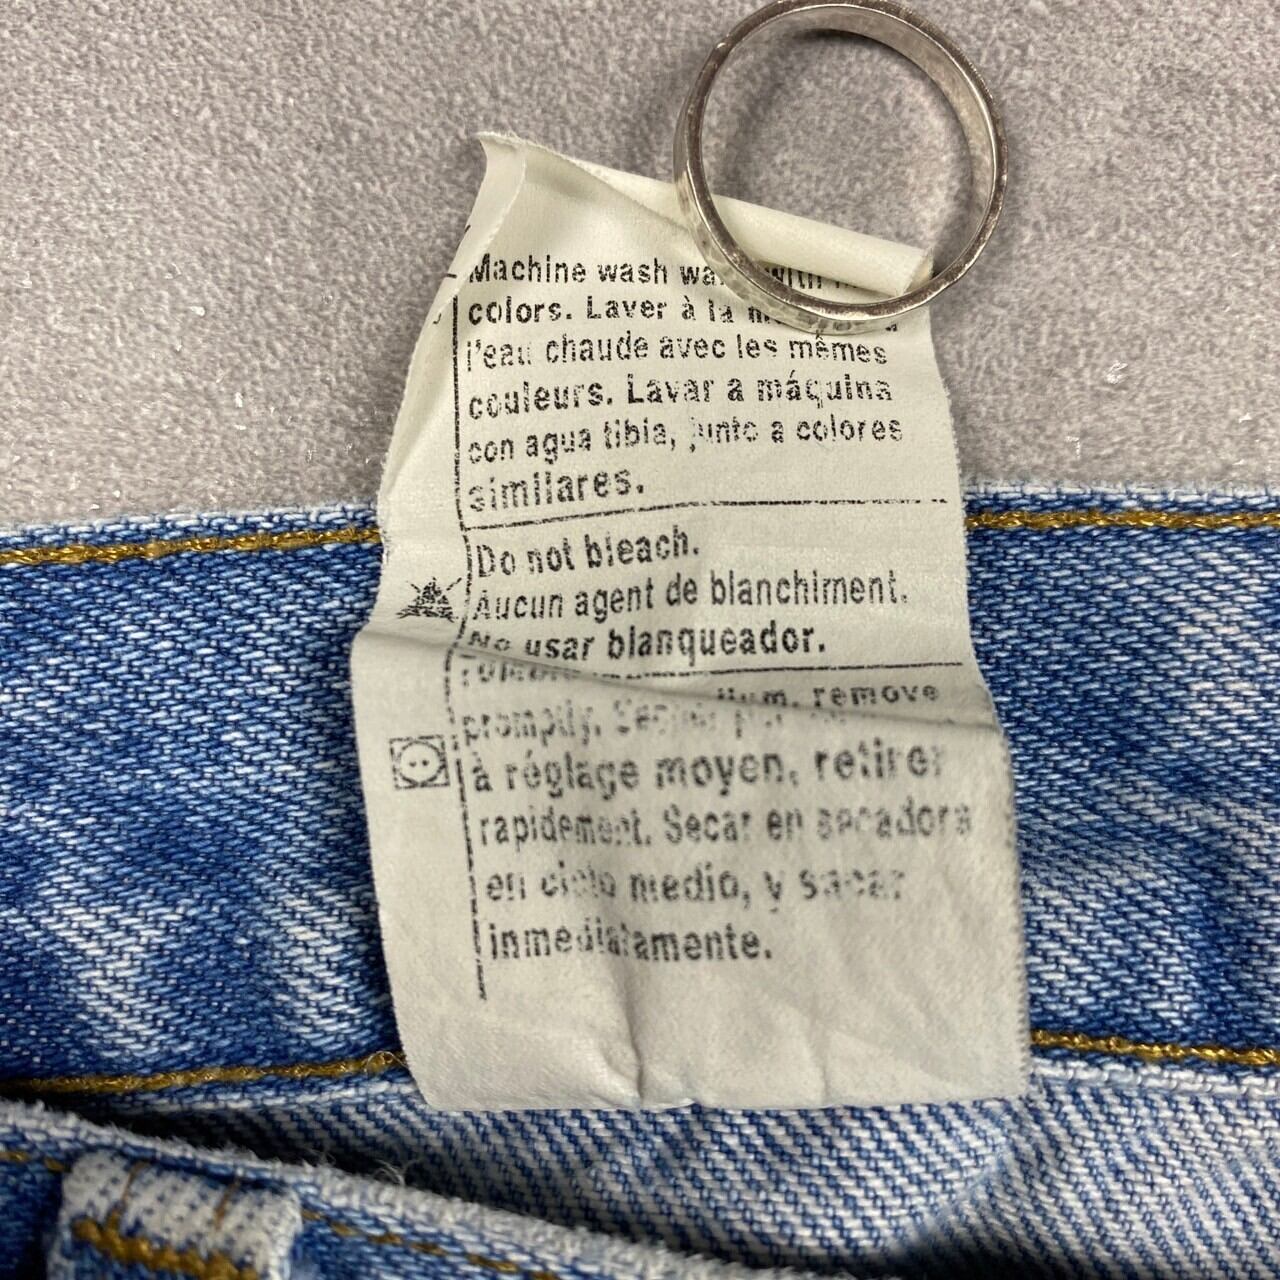 Machine wash with
colors. Laver à la
l'eau chaude avec les mêmes
couleurs. Lavar a máquina
con agua tibia, junto a colores
similares.
Do not bleach.
Aucun agent de blanchiment.
No usar blanqueador.
remove
promptly.
à réglage moyen, retirer
rapidement. Secar en secadora
en ciclo medio, y sacar
inmediatamente.